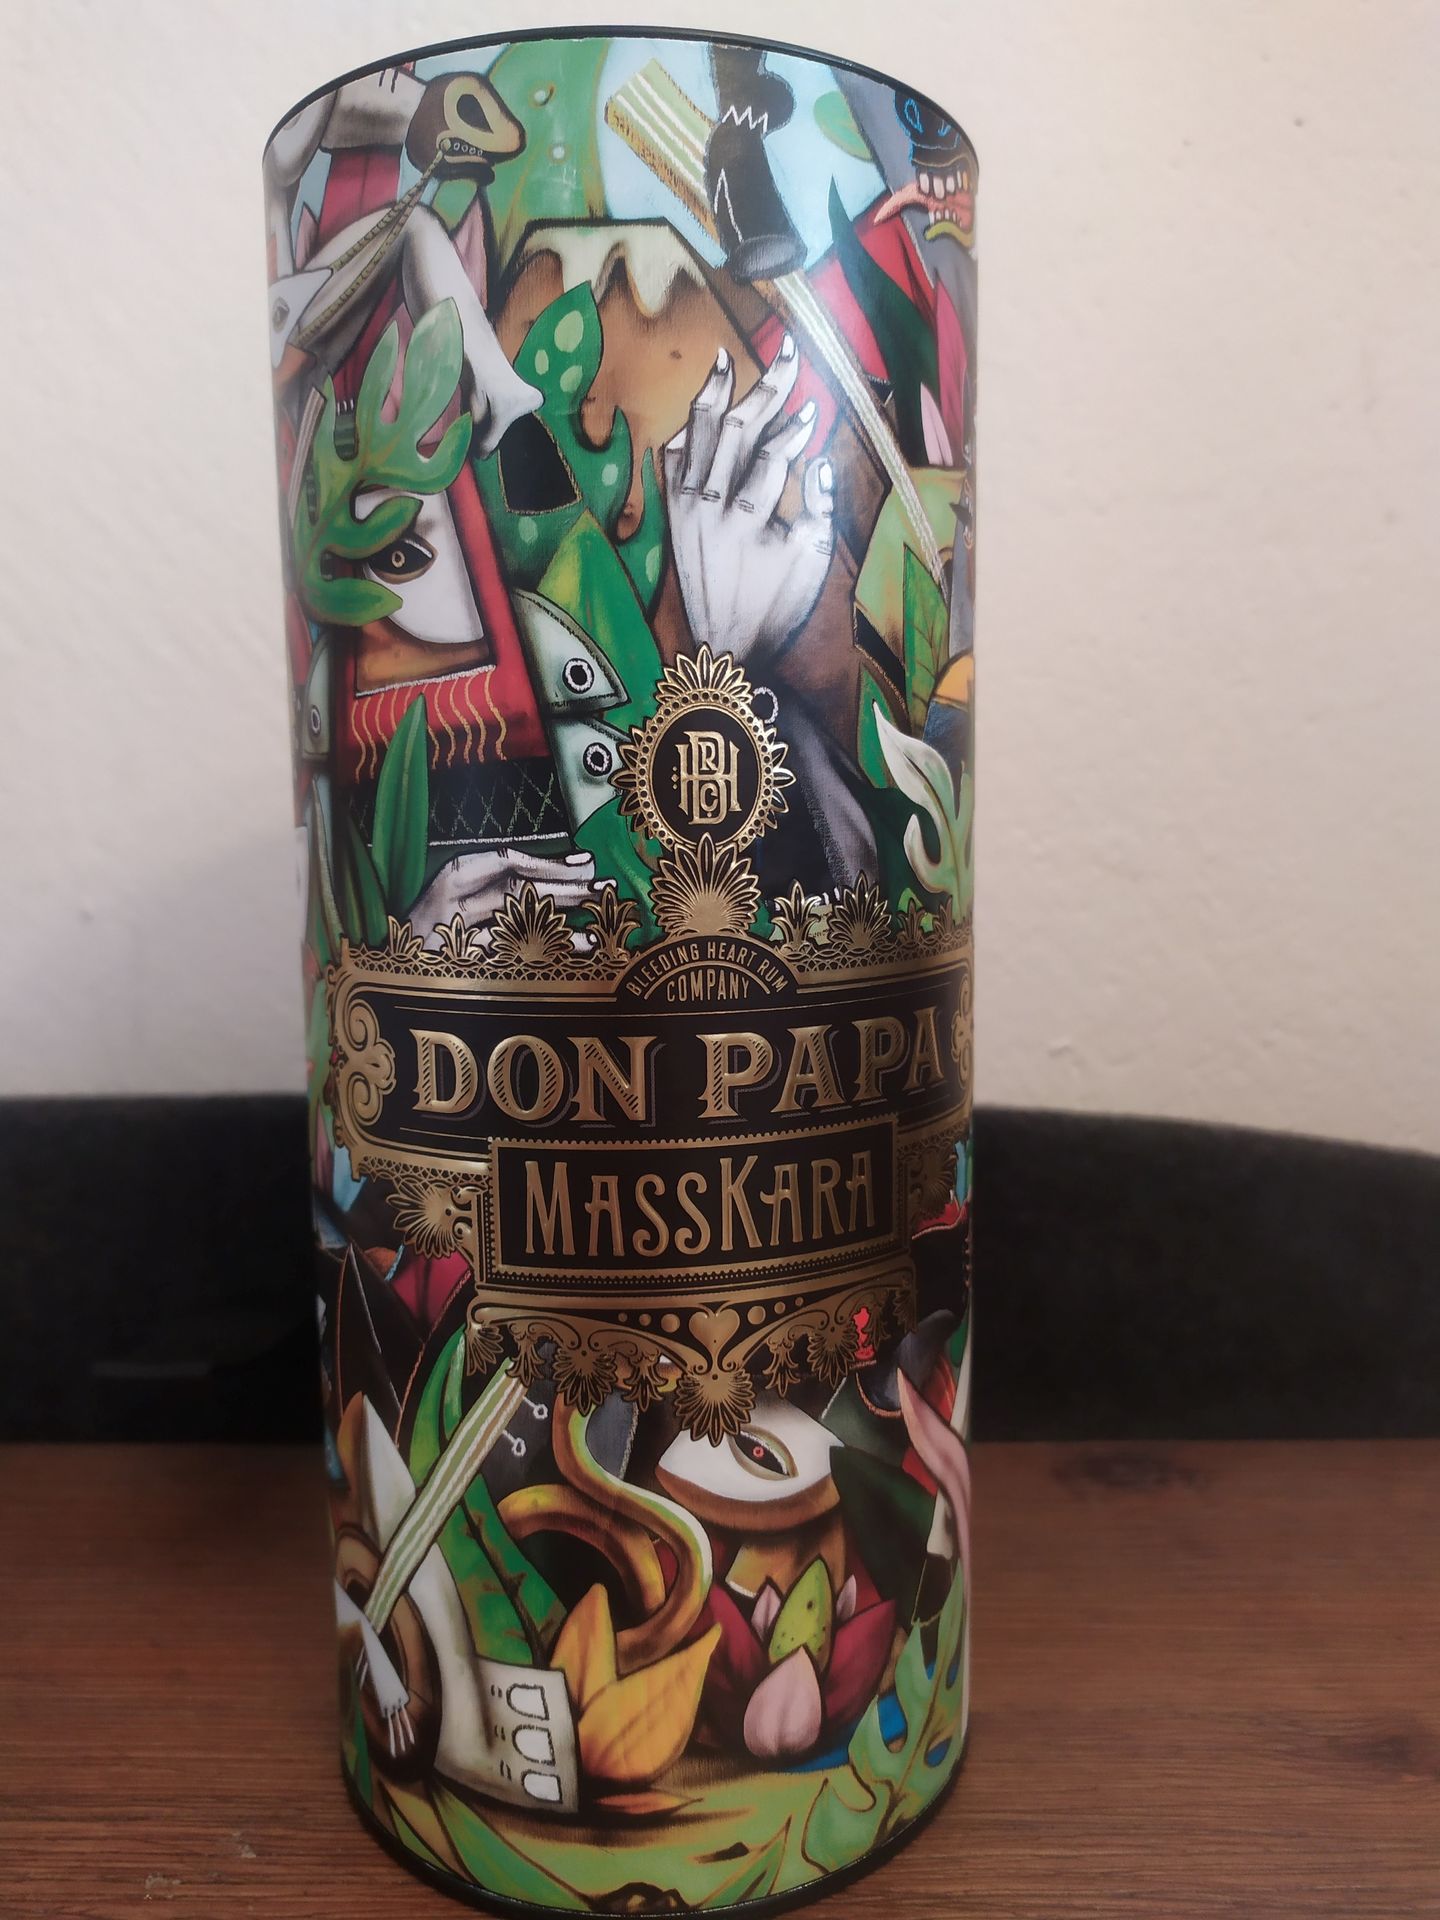 BHRC
BLEEDING HEART RUM
COMPANY
DON PAPA
MASSKARA